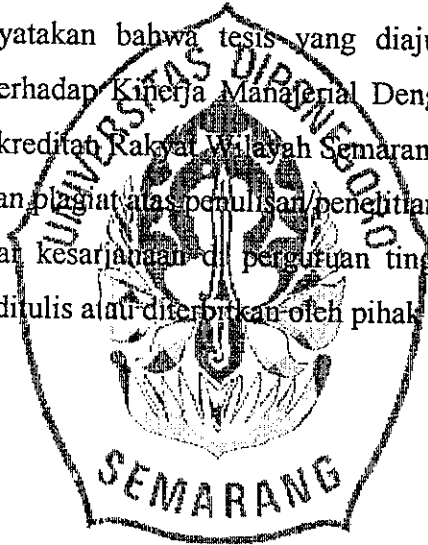 yatakan bahwa tesis yang diaju
erhadap Kinerja Manajerial Deng
kreditan Rakyat Wilayah Semaran
an plagiat atas penulisan penelitian
ar kesarjanaan di perguruan ting
ditulis atau diterbitkan oleh pihak
UNIVERSITAS DIPONEGORO
SEMARANG